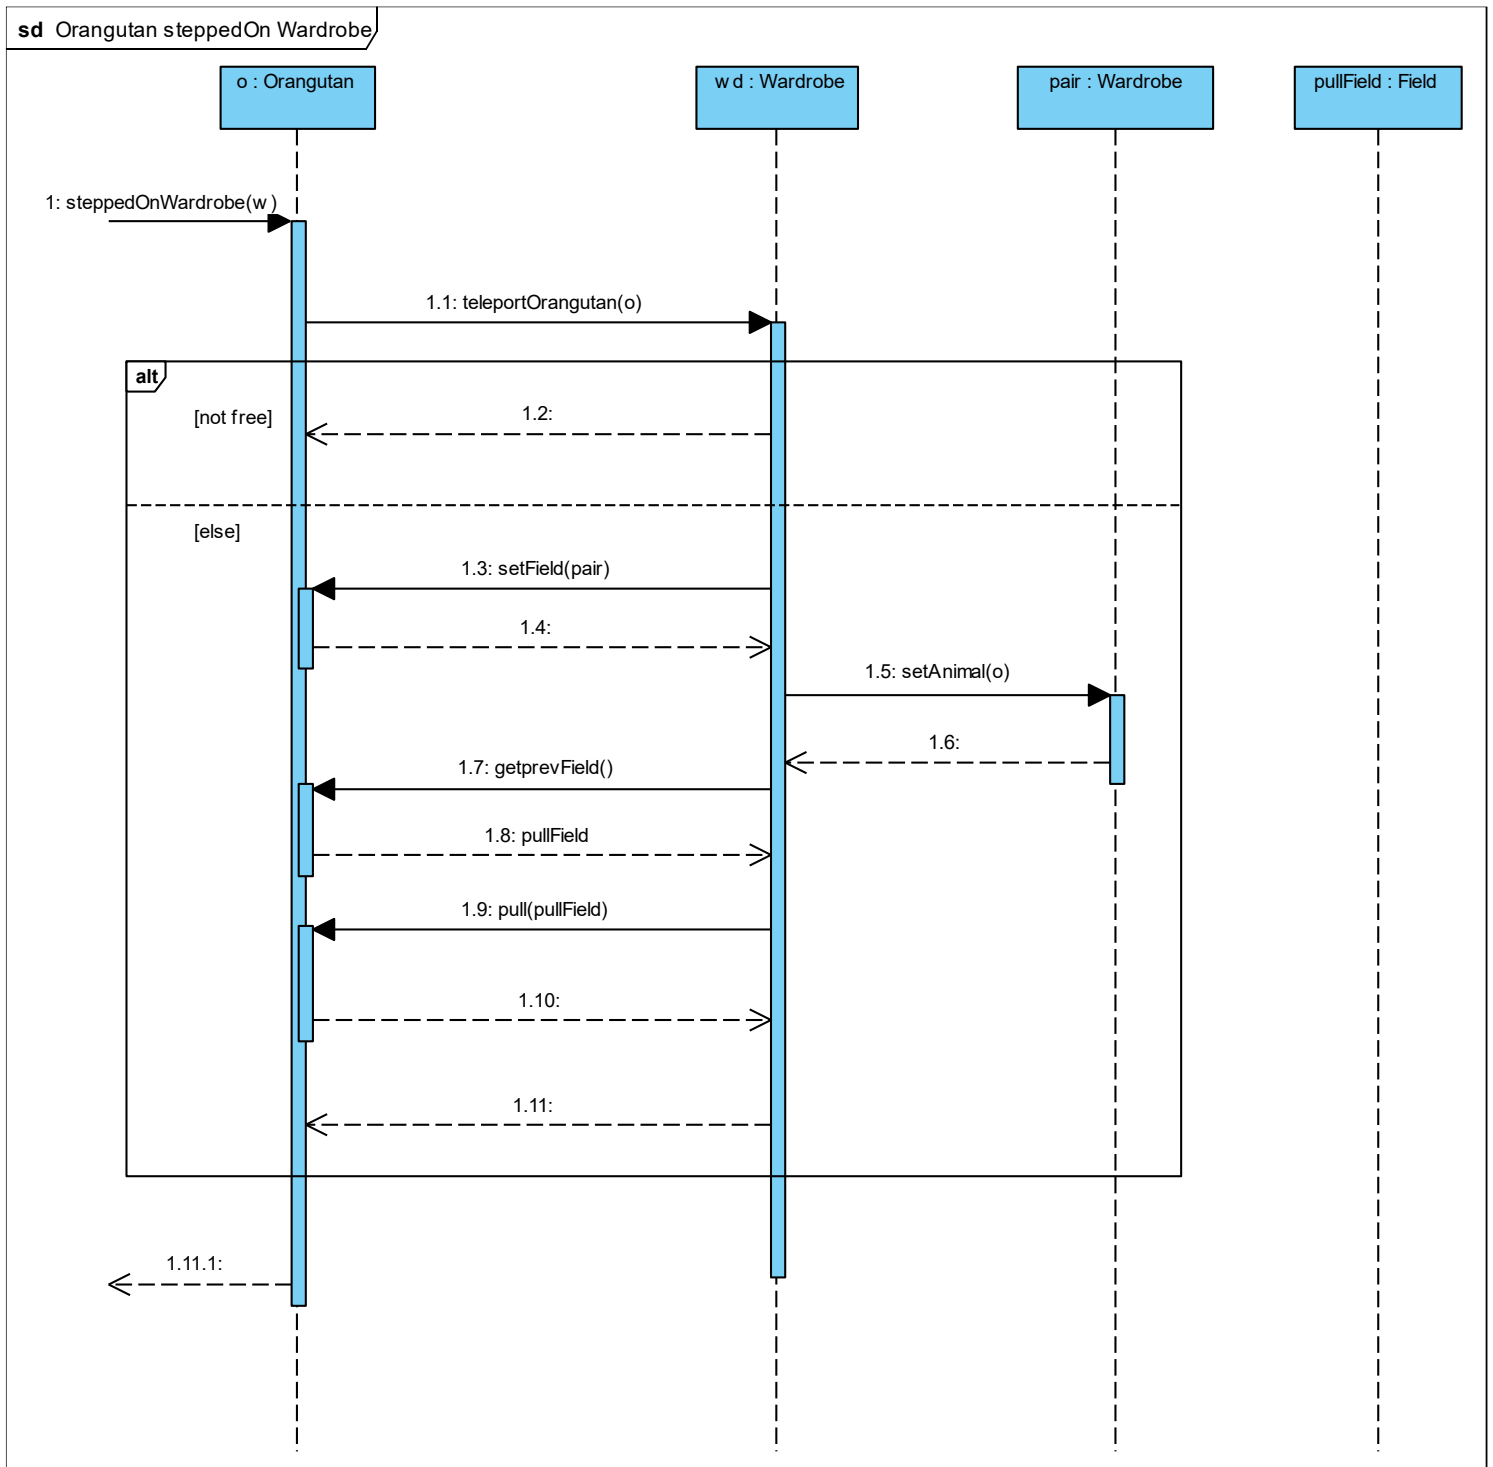 sd Orangutan steppedOn Wardrobe
o : Orangutan
wd : Wardrobe
pair : Wardrobe
pullField : Field
1: steppedOnWardrobe(w)
1.1: teleportOrangutan(o)
alt
[not free]
1.2:
[else]
1.3: setField(pair)
1.4:
1.5: setAnimal(o)
1.6:
1.7: getprevField()
1.8: pullField
1.9: pull(pullField)
1.10:
1.11:
1.11.1: